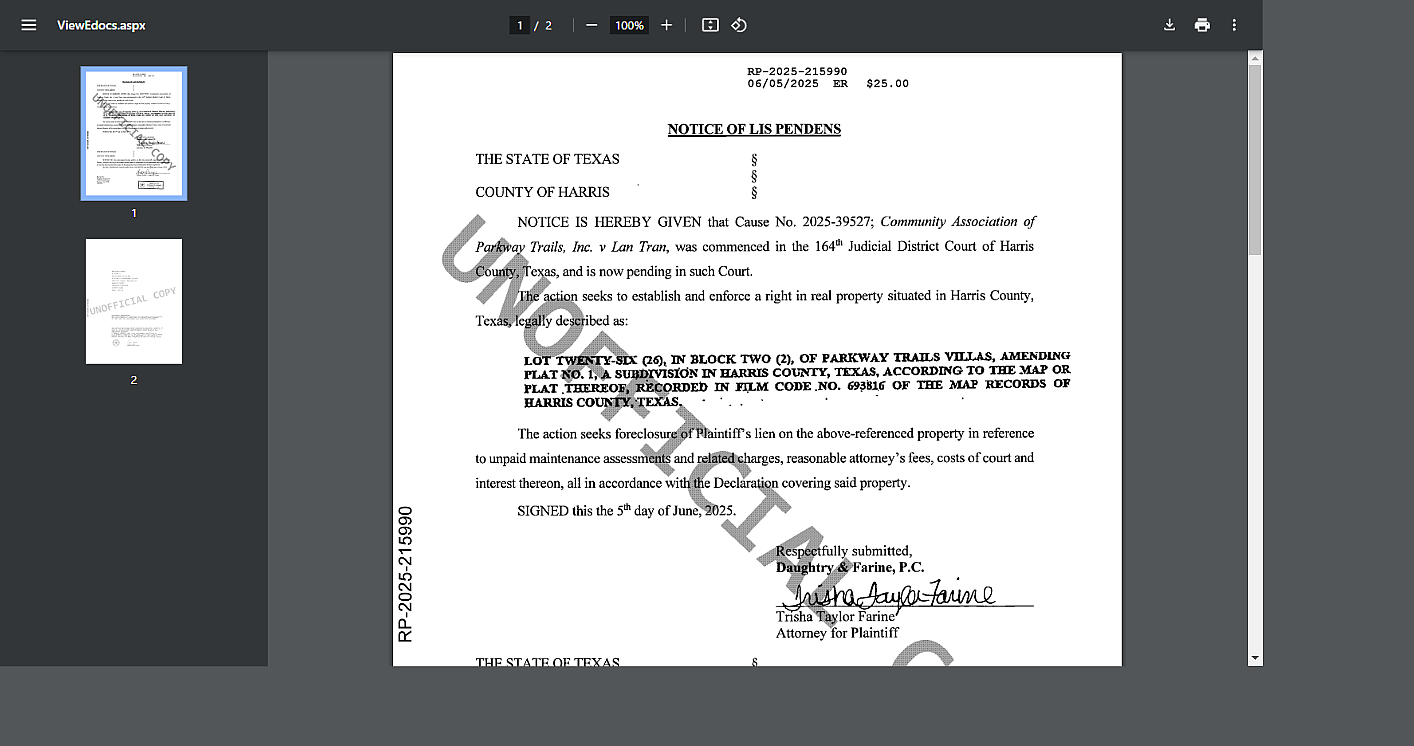 ViewEdocs.aspx
1 / 2
100%
1
2
RP-2025-215990
06/05/2025 ER $25.00
NOTICE OF LIS PENDENS
THE STATE OF TEXAS §
§
COUNTY OF HARRIS §
NOTICE IS HEREBY GIVEN that Cause No. 2025-39527; Community Association of
Parkway Trails, Inc. v Lan Tran, was commenced in the 164th Judicial District Court of Harris
County, Texas, and is now pending in such Court.
The action seeks to establish and enforce a right in real property situated in Harris County,
Texas, legally described as:
LOT TWENTY-SIX (26), IN BLOCK TWO (2), OF PARKWAY TRAILS VILLAS, AMENDING
PLAT NO. 1, A SUBDIVISION IN HARRIS COUNTY, TEXAS, ACCORDING TO THE MAP OR
PLAT THEREOF, RECORDED IN FILM CODE NO. 693816 OF THE MAP RECORDS OF
HARRIS COUNTY, TEXAS.
The action seeks foreclosure of Plaintiff's lien on the above-referenced property in reference
to unpaid maintenance assessments and related charges, reasonable attorney's fees, costs of court and
interest thereon, all in accordance with the Declaration covering said property.
SIGNED this the 5th day of June, 2025.
Respectfully submitted,
Daughtry & Farine, P.C.
Trisha Taylor Farine
Trisha Taylor Farine
Attorney for Plaintiff
THE STATE OF TEXAS §
RP-2025-215990
UNOFFICIAL C
UNOFFICIAL COPY
UNOFFICIAL COPY